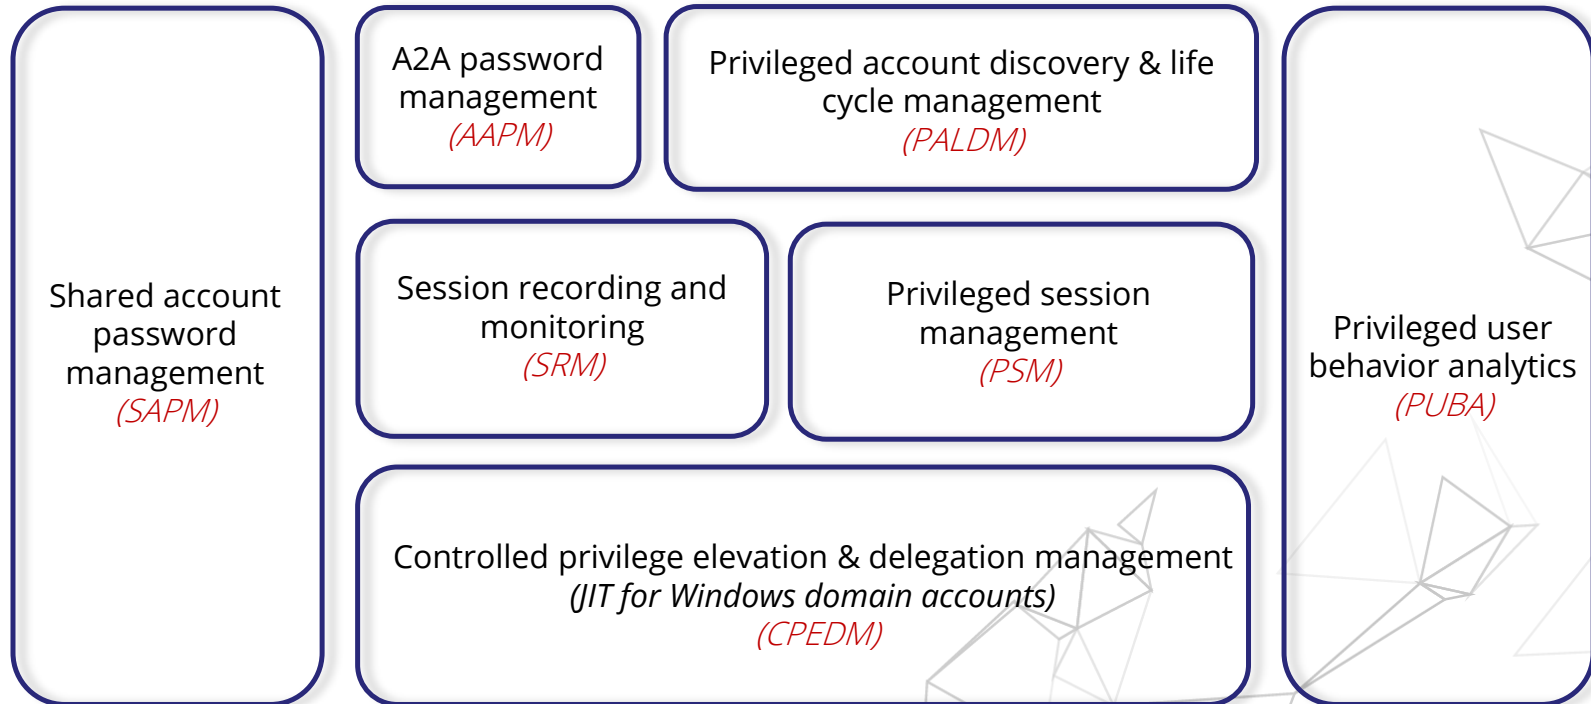 Shared account
password
management
(SAPM)
A2A password
management
(AAPM)
Privileged account discovery & life
cycle management
(PALDM)
Session recording and
monitoring
(SRM)
Privileged session
management
(PSM)
Controlled privilege elevation & delegation management
(JIT for Windows domain accounts)
(CPEDM)
Privileged user
behavior analytics
(PUBA)